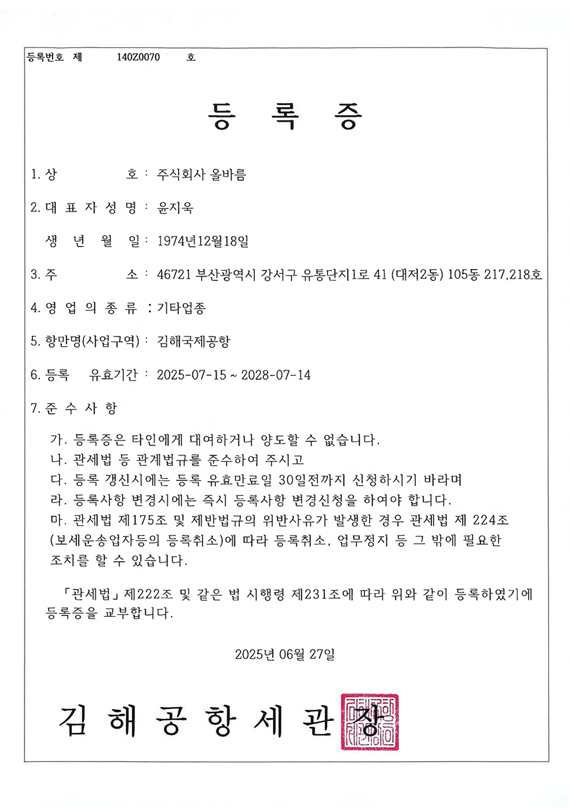 등록번호 제 140Z0070 호
등 록 증
1. 상 호 : 주식회사 올바름
2. 대 표 자 성 명 : 윤지욱
생 년 월 일 : 1974년12월18일
3. 주 소 : 46721 부산광역시 강서구 유통단지1로 41 (대저2동) 105동 217,218호
4. 영 업 의 종 류 : 기타업종
5. 항만명(사업구역) : 김해국제공항
6. 등록 유효기간 : 2025-07-15 ~ 2028-07-14
7. 준 수 사 항
가. 등록증은 타인에게 대여하거나 양도할 수 없습니다.
나. 관세법 등 관계법규를 준수하여 주시고
다. 등록 갱신시에는 등록 유효만료일 30일전까지 신청하시기 바라며
라. 등록사항 변경시에는 즉시 등록사항 변경신청을 하여야 합니다.
마. 관세법 제175조 및 제반법규의 위반사유가 발생한 경우 관세법 제 224조
(보세운송업자등의 등록취소)에 따라 등록취소, 업무정지 등 그 밖에 필요한
조치를 할 수 있습니다.
「관세법」제222조 및 같은 법 시행령 제231조에 따라 위와 같이 등록하였기에
등록증을 교부합니다.
2025년 06월 27일
김 해 공 항 세 관 장